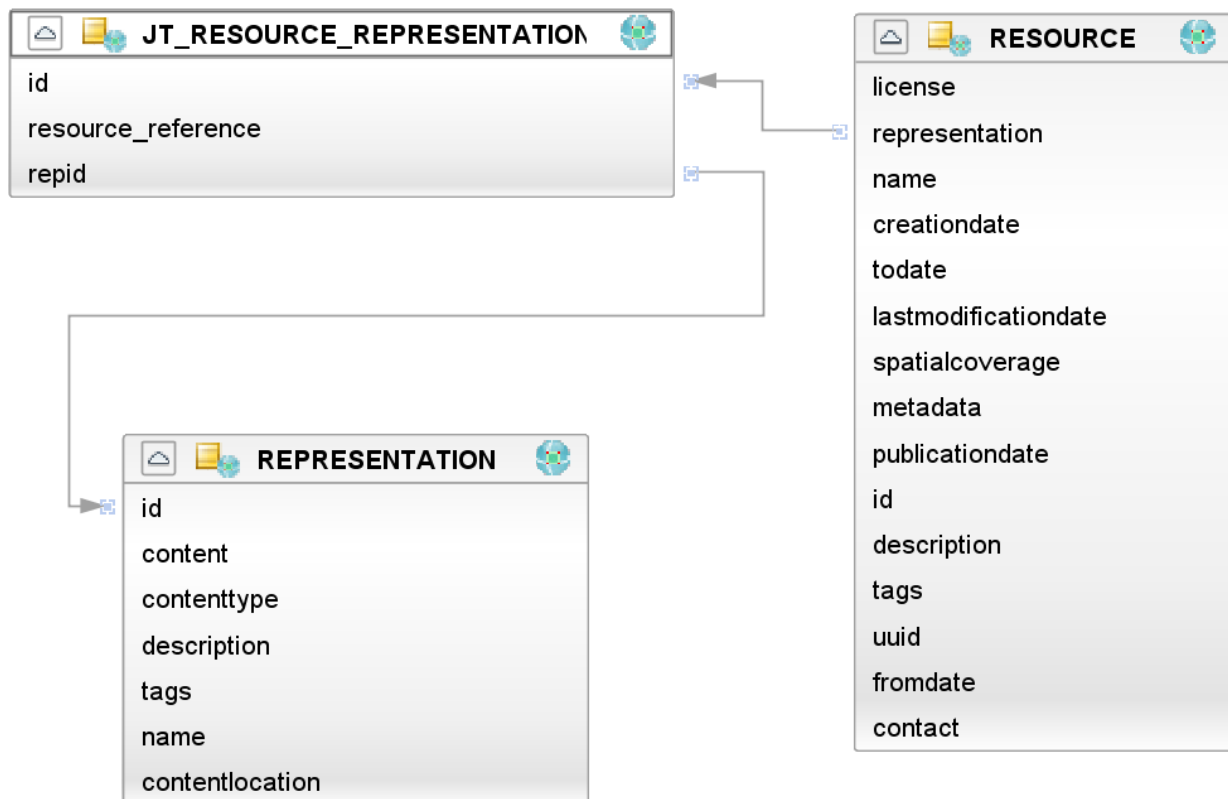 JT_RESOURCE_REPRESENTATION
id
resource_reference
repid
RESOURCE
license
representation
name
creationdate
todate
lastmodificationdate
spatialcoverage
metadata
publicationdate
id
description
tags
uuid
fromdate
contact
REPRESENTATION
id
content
contenttype
description
tags
name
contentlocation